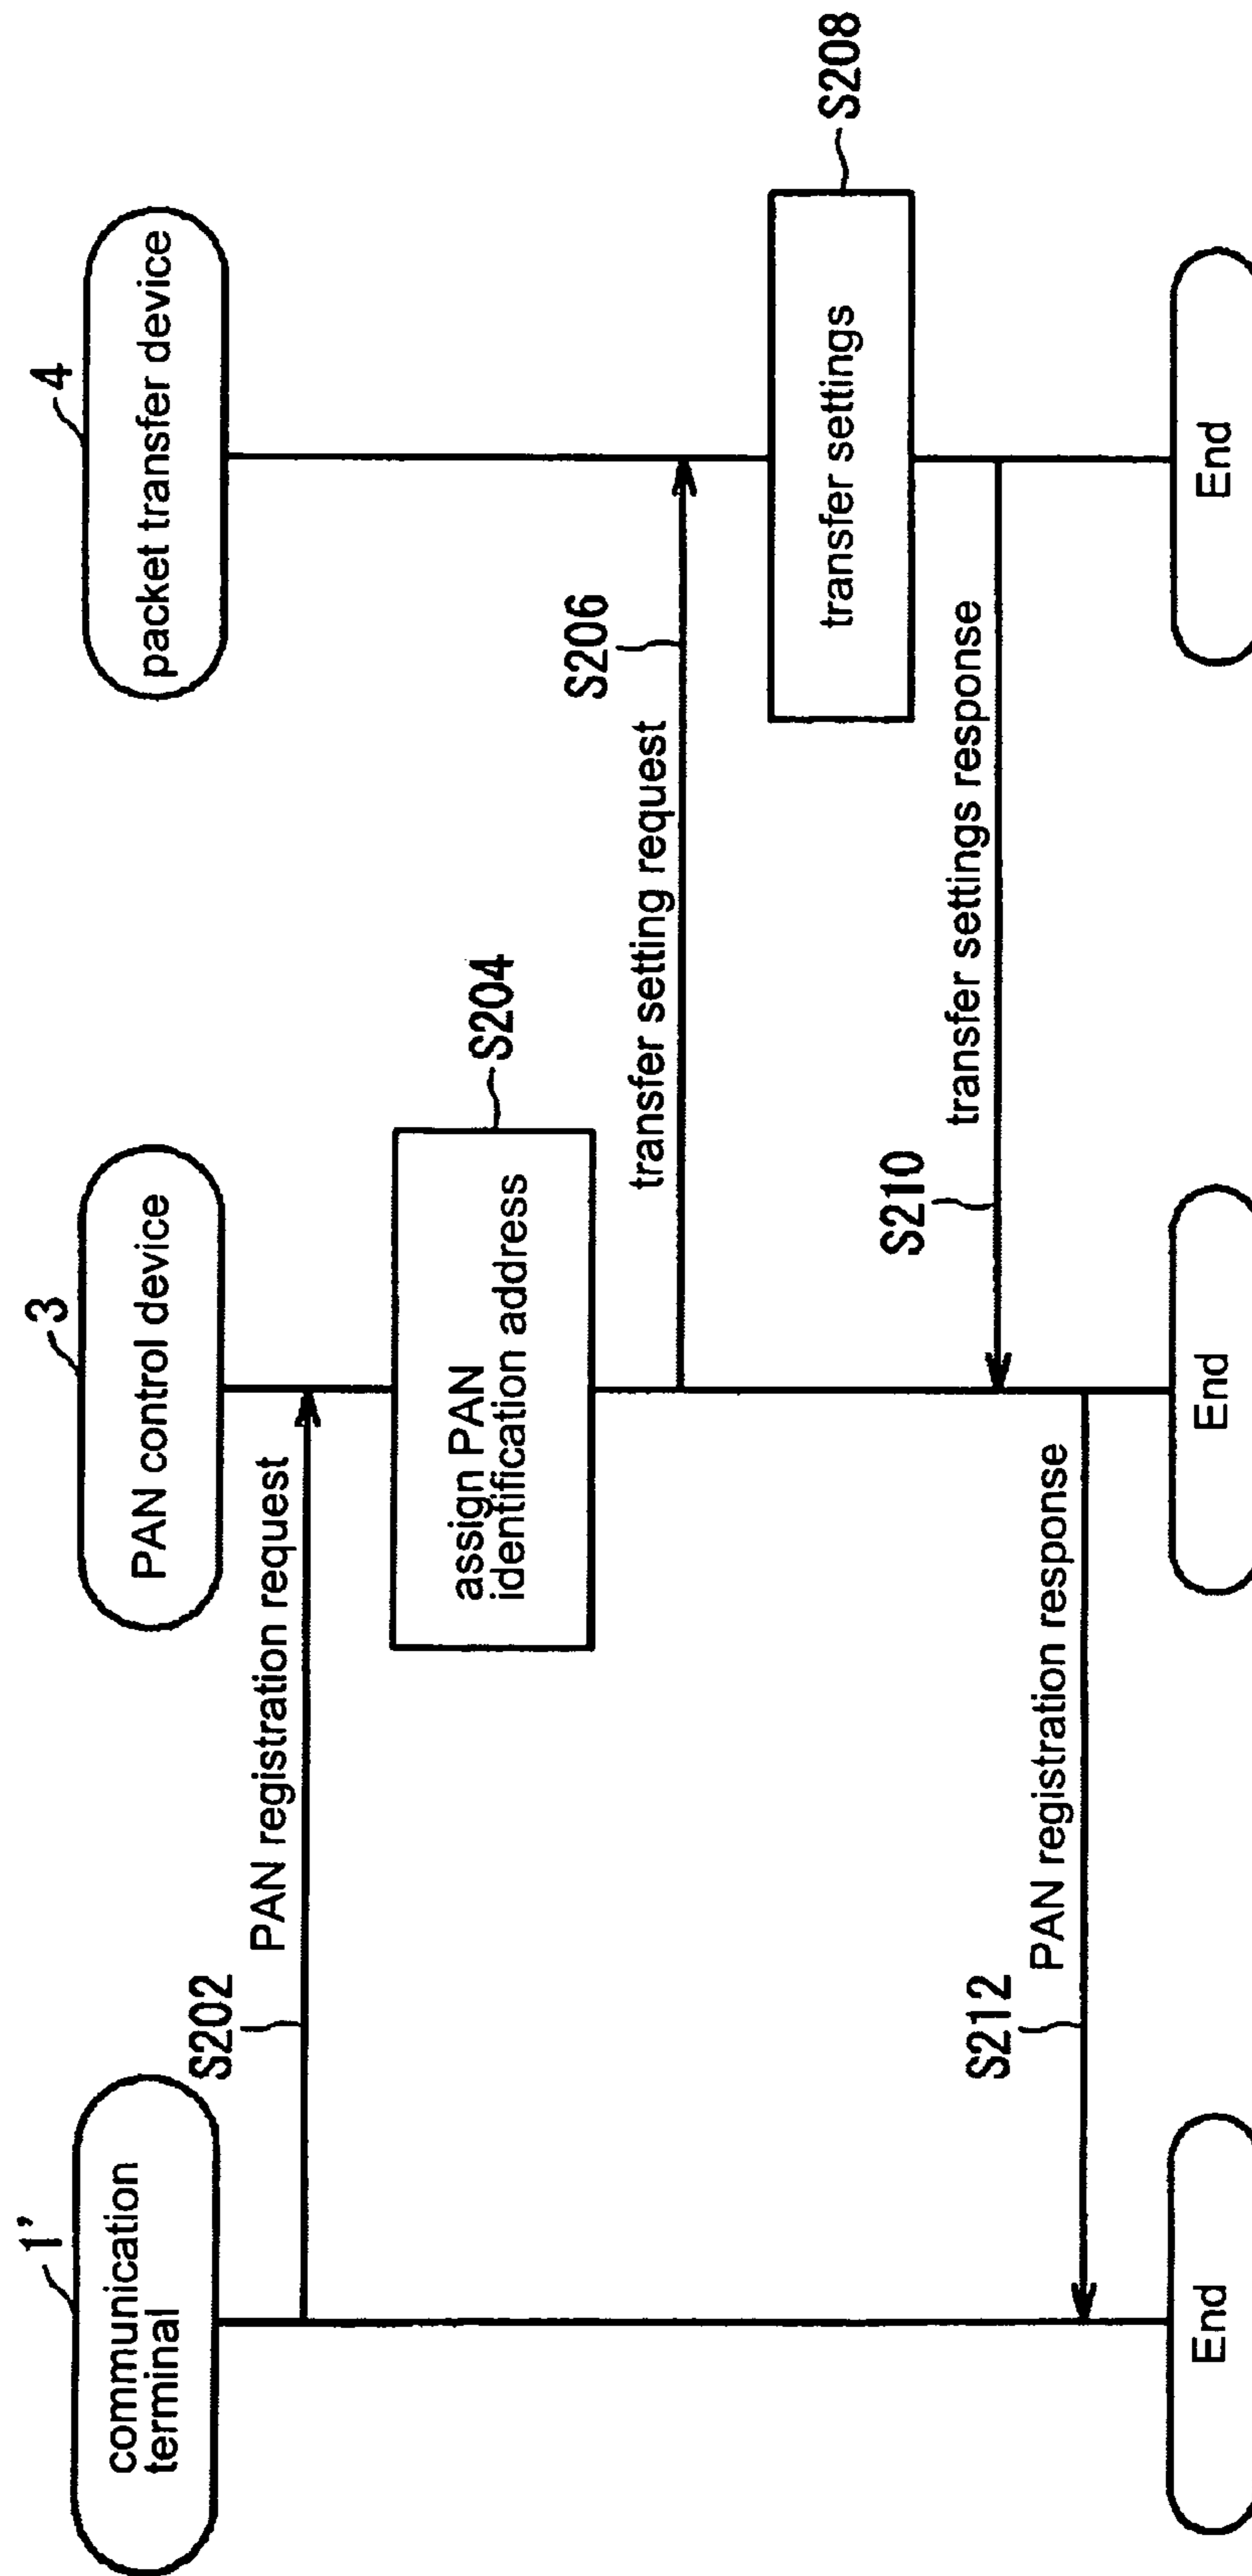 1’
communication
terminal
3
PAN control device
4
packet transfer device
S202
PAN registration request
assign PAN
identification address
S204
transfer setting request
S206
transfer settings
S208
S210
transfer settings response
S212
PAN registration response
End
End
End